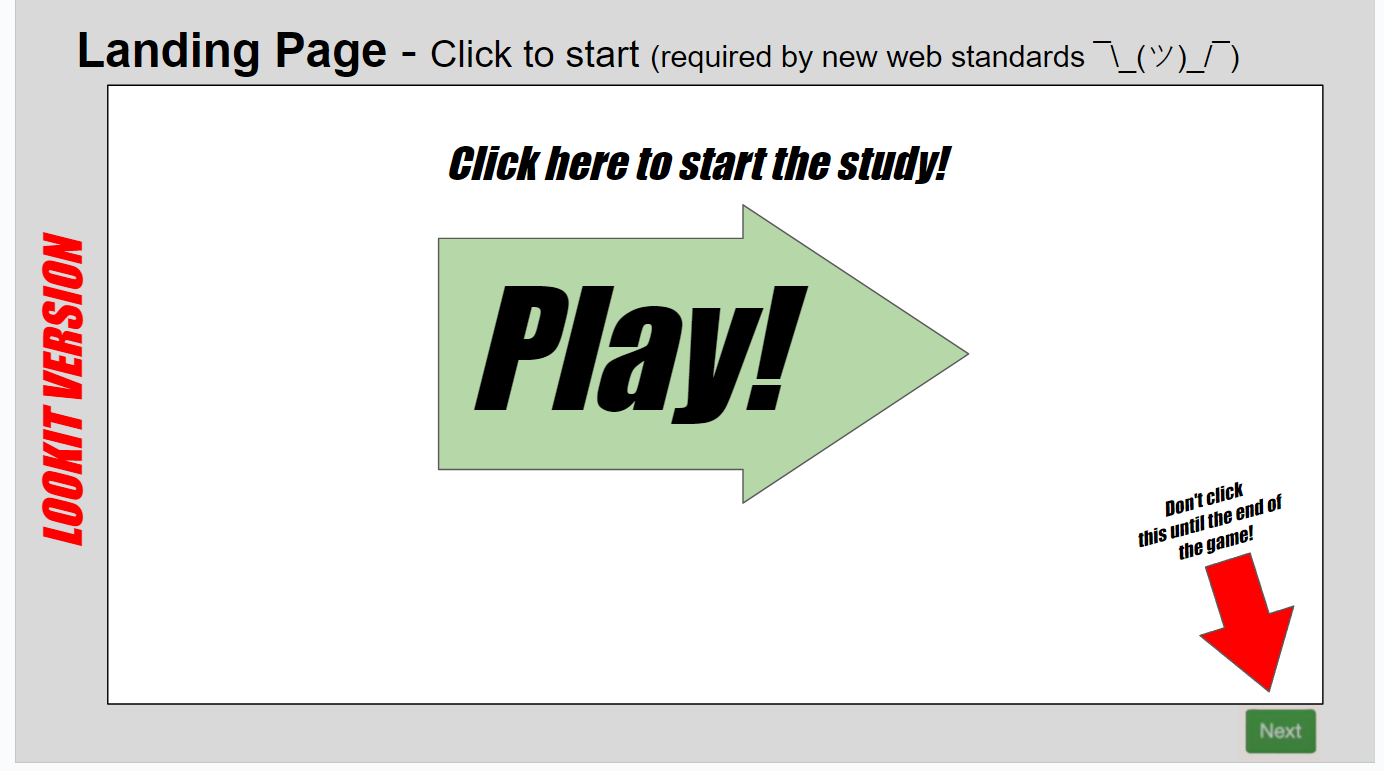 Landing Page - Click to start (required by new web standards ¯\_(ツ)_/¯)
LOOKIT VERSION
Click here to start the study!
Play!
Don't click
this until the end of
the game!
Next